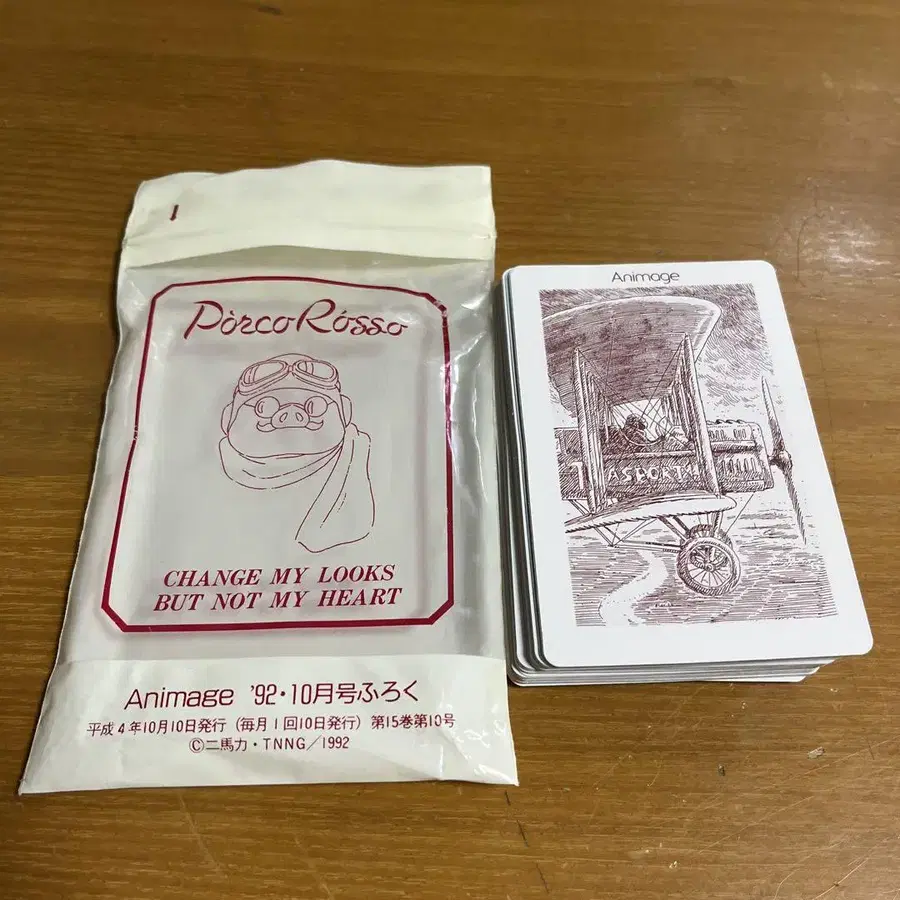 Pòrco Rósso
CHANGE MY LOOKS
BUT NOT MY HEART
Animage '92・10月号ふろく
平成4年10月10日発行（毎月1回10日発行）第15巻第10号
©二馬力・TNNG／1992
Animage